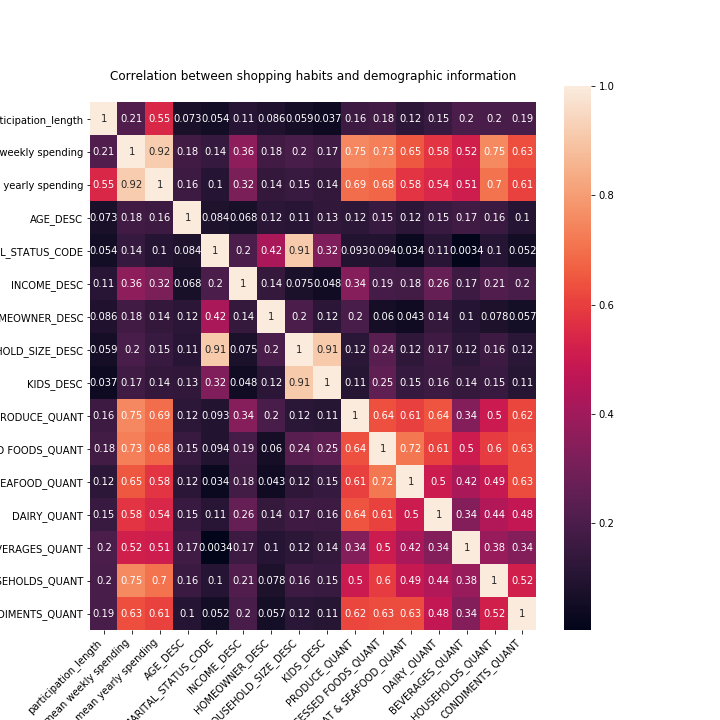 Correlation between shopping habits and demographic information
1.0
ticipation_length 1 0.21 0.55 0.073 0.054 0.11 0.086 0.059 0.037 0.16 0.18 0.12 0.15 0.2 0.2 0.19
weekly spending 0.21 1 0.92 0.18 0.14 0.36 0.18 0.2 0.17 0.75 0.73 0.65 0.58 0.52 0.75 0.63
yearly spending 0.55 0.92 1 0.16 0.1 0.32 0.14 0.15 0.14 0.69 0.68 0.58 0.54 0.51 0.7 0.61
0.8
AGE_DESC 0.073 0.18 0.16 1 0.084 0.068 0.12 0.11 0.13 0.12 0.15 0.12 0.15 0.17 0.16 0.1
L_STATUS_CODE 0.054 0.14 0.1 0.084 1 0.2 0.42 0.91 0.32 0.093 0.094 0.034 0.11 0.0034 0.1 0.052
INCOME_DESC 0.11 0.36 0.32 0.068 0.2 1 0.14 0.075 0.048 0.34 0.19 0.18 0.26 0.17 0.21 0.2
0.6
MEOWNER_DESC 0.086 0.18 0.14 0.12 0.42 0.14 1 0.2 0.12 0.2 0.06 0.043 0.14 0.1 0.078 0.057
HOLD_SIZE_DESC 0.059 0.2 0.15 0.11 0.91 0.075 0.2 1 0.91 0.12 0.24 0.12 0.17 0.12 0.16 0.12
KIDS_DESC 0.037 0.17 0.14 0.13 0.32 0.048 0.12 0.91 1 0.11 0.25 0.15 0.16 0.14 0.15 0.11
RODUCE_QUANT 0.16 0.75 0.69 0.12 0.093 0.34 0.2 0.12 0.11 1 0.64 0.61 0.64 0.34 0.5 0.62
0.4
D FOODS_QUANT 0.18 0.73 0.68 0.15 0.094 0.19 0.06 0.24 0.25 0.64 1 0.72 0.61 0.5 0.6 0.63
EAFOOD_QUANT 0.12 0.65 0.58 0.12 0.034 0.18 0.043 0.12 0.15 0.61 0.72 1 0.5 0.42 0.49 0.63
DAIRY_QUANT 0.15 0.58 0.54 0.15 0.11 0.26 0.14 0.17 0.16 0.64 0.61 0.5 1 0.34 0.44 0.48
0.2
VERAGES_QUANT 0.2 0.52 0.51 0.17 0.0034 0.17 0.1 0.12 0.14 0.34 0.5 0.42 0.34 1 0.38 0.34
SEHOLDS_QUANT 0.2 0.75 0.7 0.16 0.1 0.21 0.078 0.16 0.15 0.5 0.6 0.49 0.44 0.38 1 0.52
DIMENTS_QUANT 0.19 0.63 0.61 0.1 0.052 0.2 0.057 0.12 0.11 0.62 0.63 0.63 0.48 0.34 0.52 1
participation_length
mean weekly spending
mean yearly spending
AGE_DESC
ARITAL_STATUS_CODE
INCOME_DESC
HOMEOWNER_DESC
OUSEHOLD_SIZE_DESC
KIDS_DESC
PRODUCE_QUANT
ESSED FOODS_QUANT
AT & SEAFOOD_QUANT
DAIRY_QUANT
BEVERAGES_QUANT
HOUSEHOLDS_QUANT
CONDIMENTS_QUANT